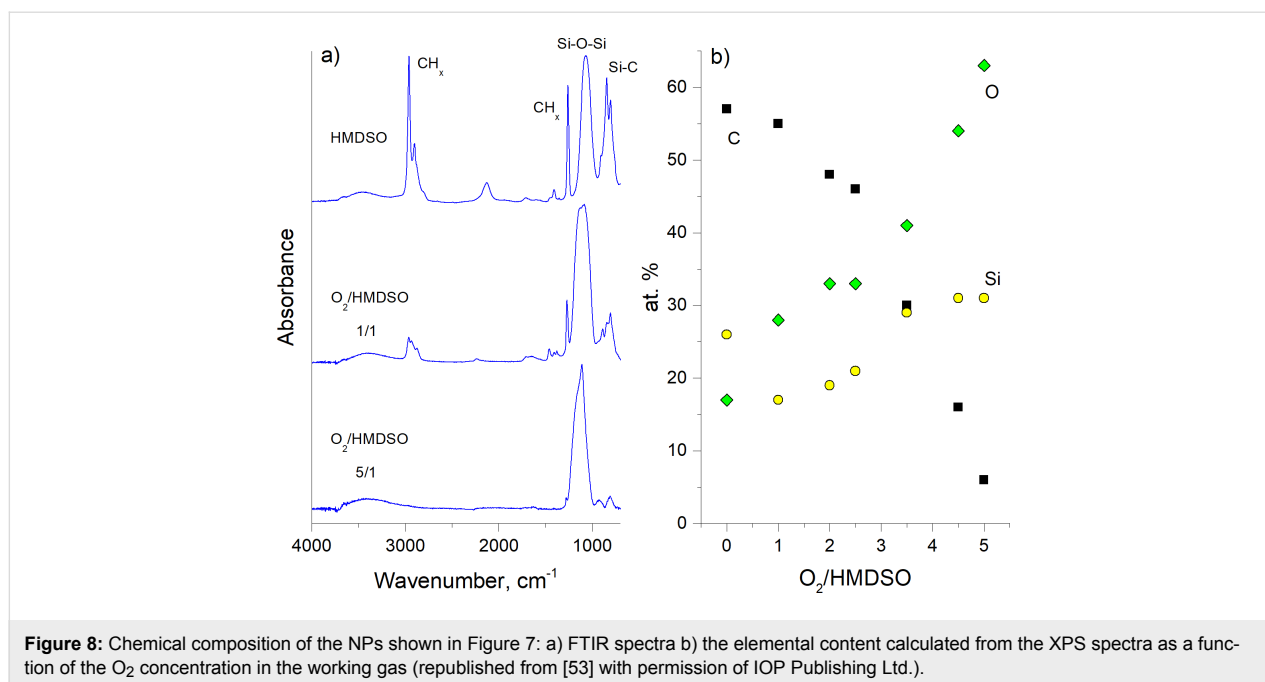 a)
Si-O-Si
Si-C
CHx
CHx
HMDSO
O2/HMDSO
1/1
O2/HMDSO
5/1
Absorbance
4000 3000 2000 1000
Wavenumber, cm-1
b)
O
C
Si
60
50
40
30
20
10
0
at. %
0 1 2 3 4 5
O2/HMDSO
Figure 8: Chemical composition of the NPs shown in Figure 7: a) FTIR spectra b) the elemental content calculated from the XPS spectra as a func-
tion of the O2 concentration in the working gas (republished from [53] with permission of IOP Publishing Ltd.).